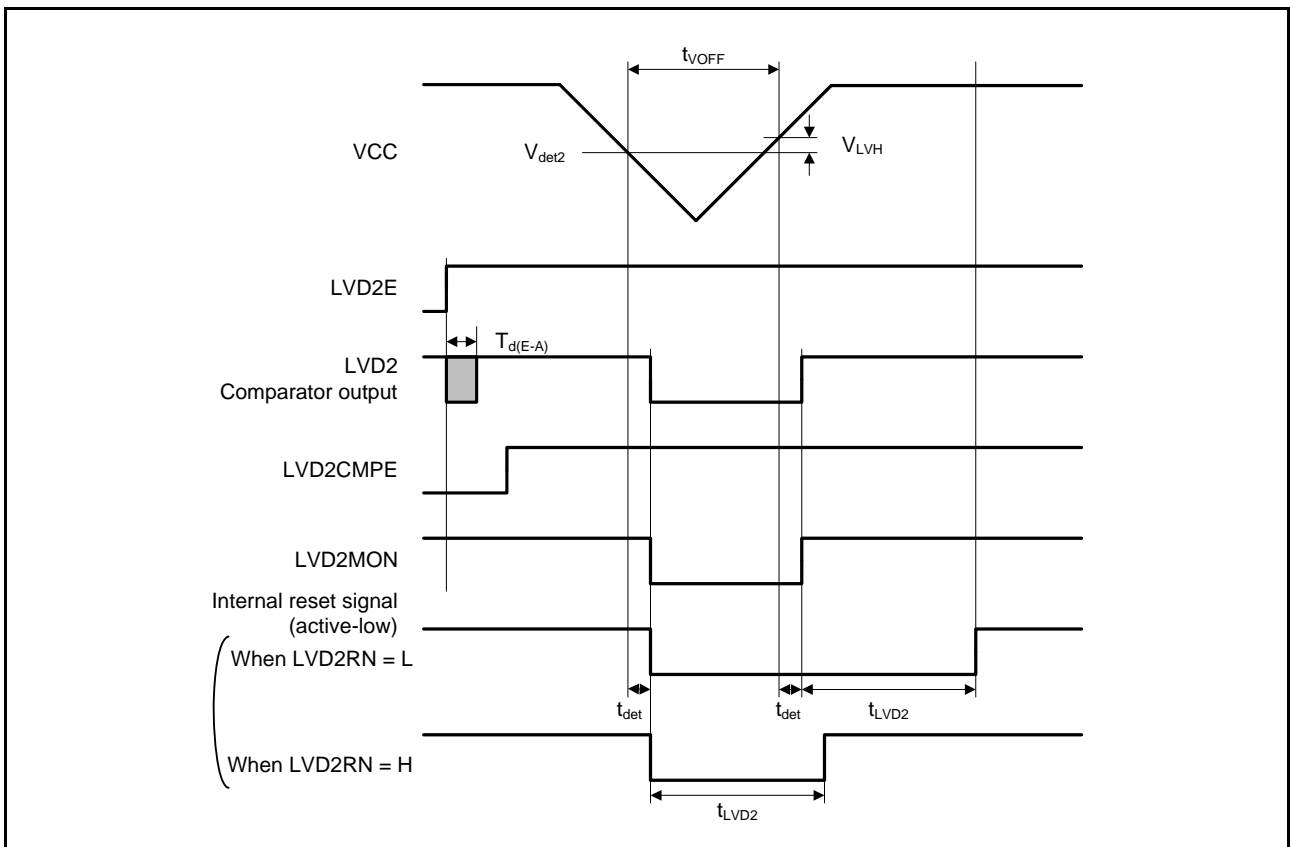 tVOFF
VCC
Vdet2
VLVH
LVD2E
Td(E-A)
LVD2
Comparator output
LVD2CMPE
LVD2MON
Internal reset signal
(active-low)
When LVD2RN = L
tdet
tdet
tLVD2
When LVD2RN = H
tLVD2